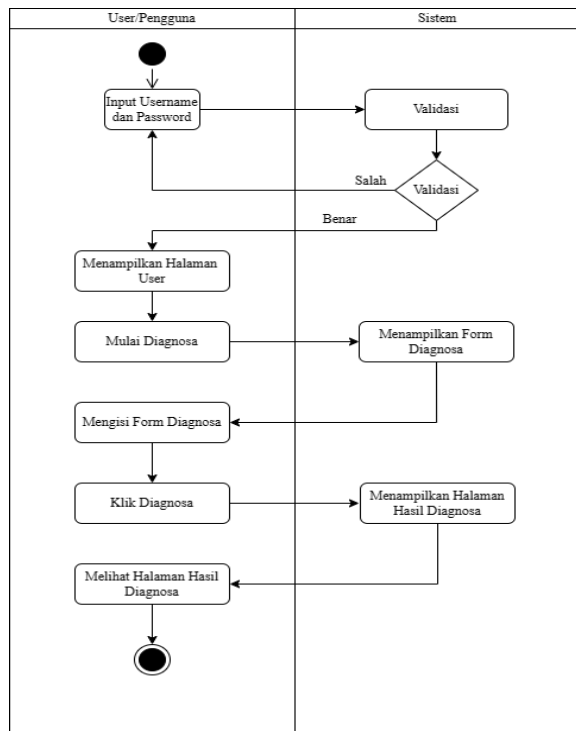 User/Pengguna
Sistem
Input Username
dan Password
Validasi
Salah
Validasi
Benar
Menampilkan Halaman
User
Mulai Diagnosa
Menampilkan Form
Diagnosa
Mengisi Form Diagnosa
Klik Diagnosa
Menampilkan Halaman
Hasil Diagnosa
Melihat Halaman Hasil
Diagnosa